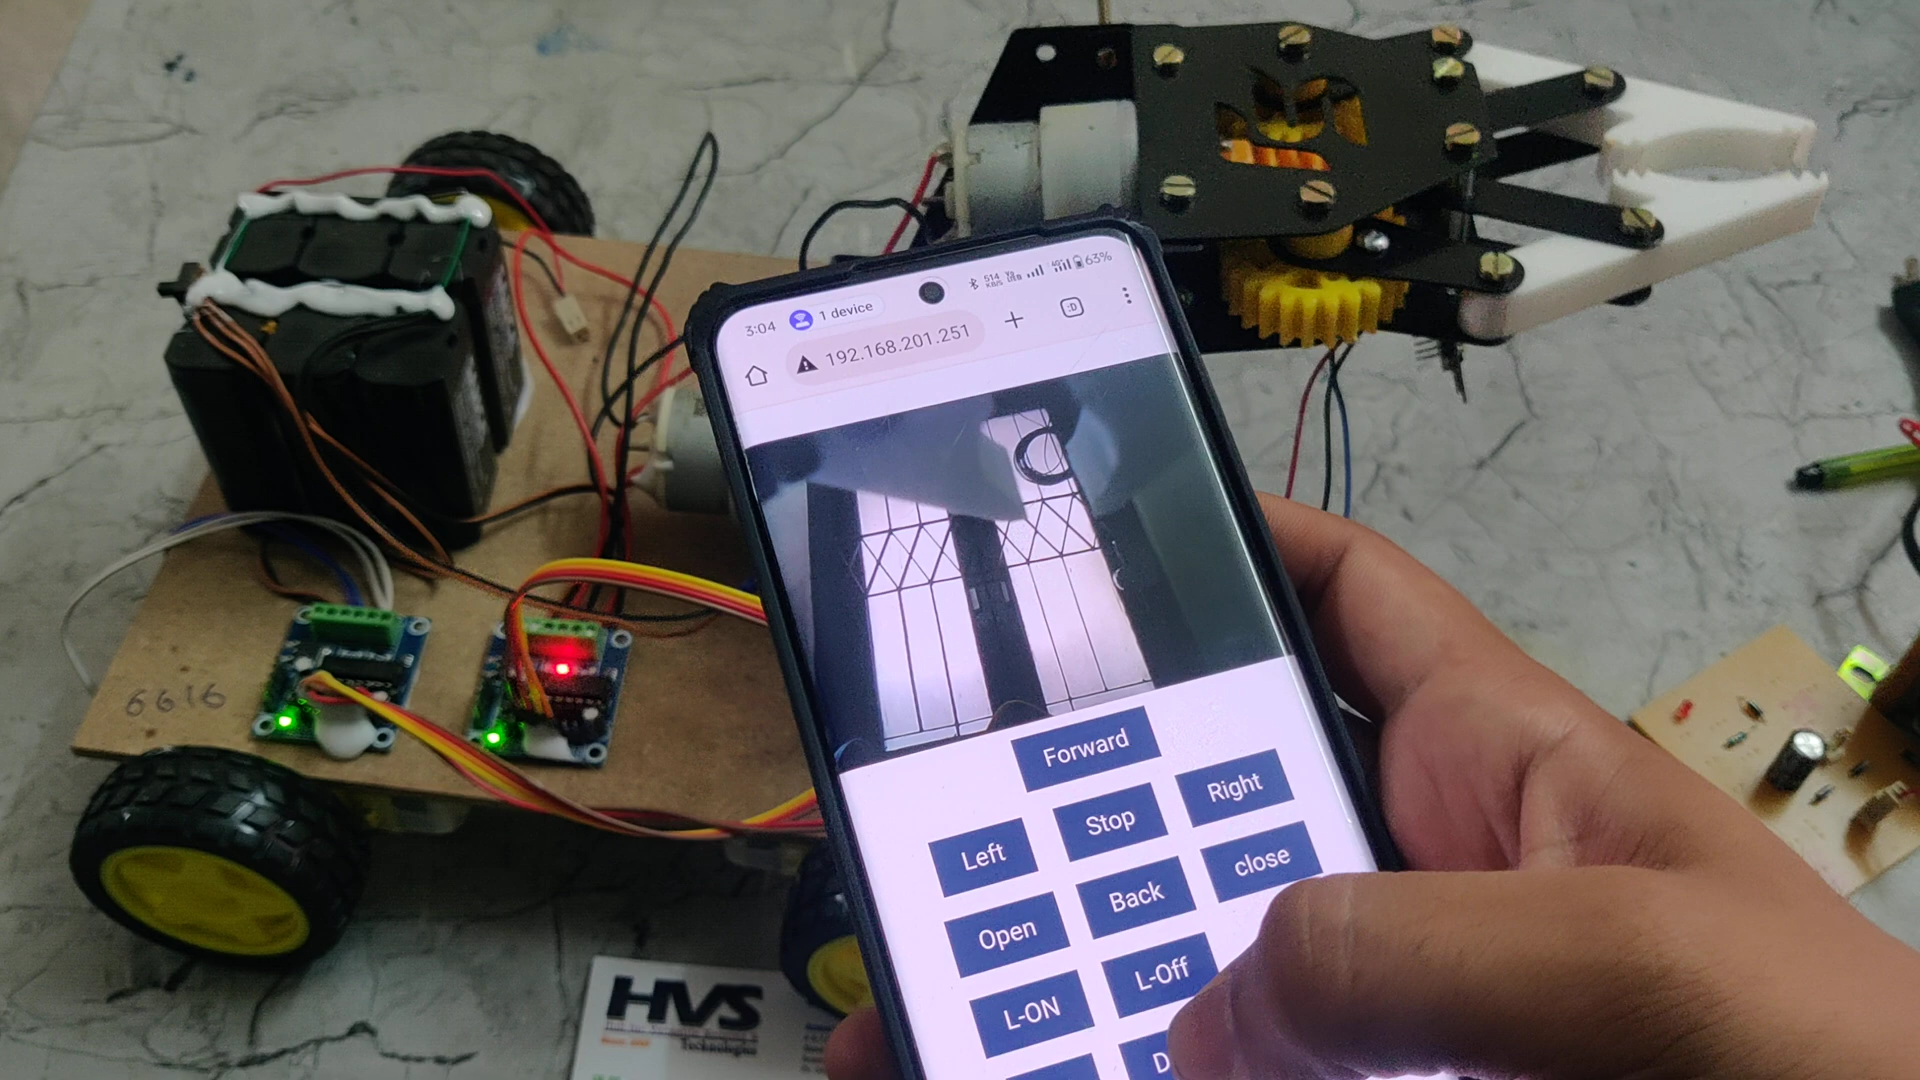 3:04 1 device 63%
192.168.201.251
Forward
Left Stop Right
Open Back close
L-ON L-Off
D
6616
HVS
Technologies